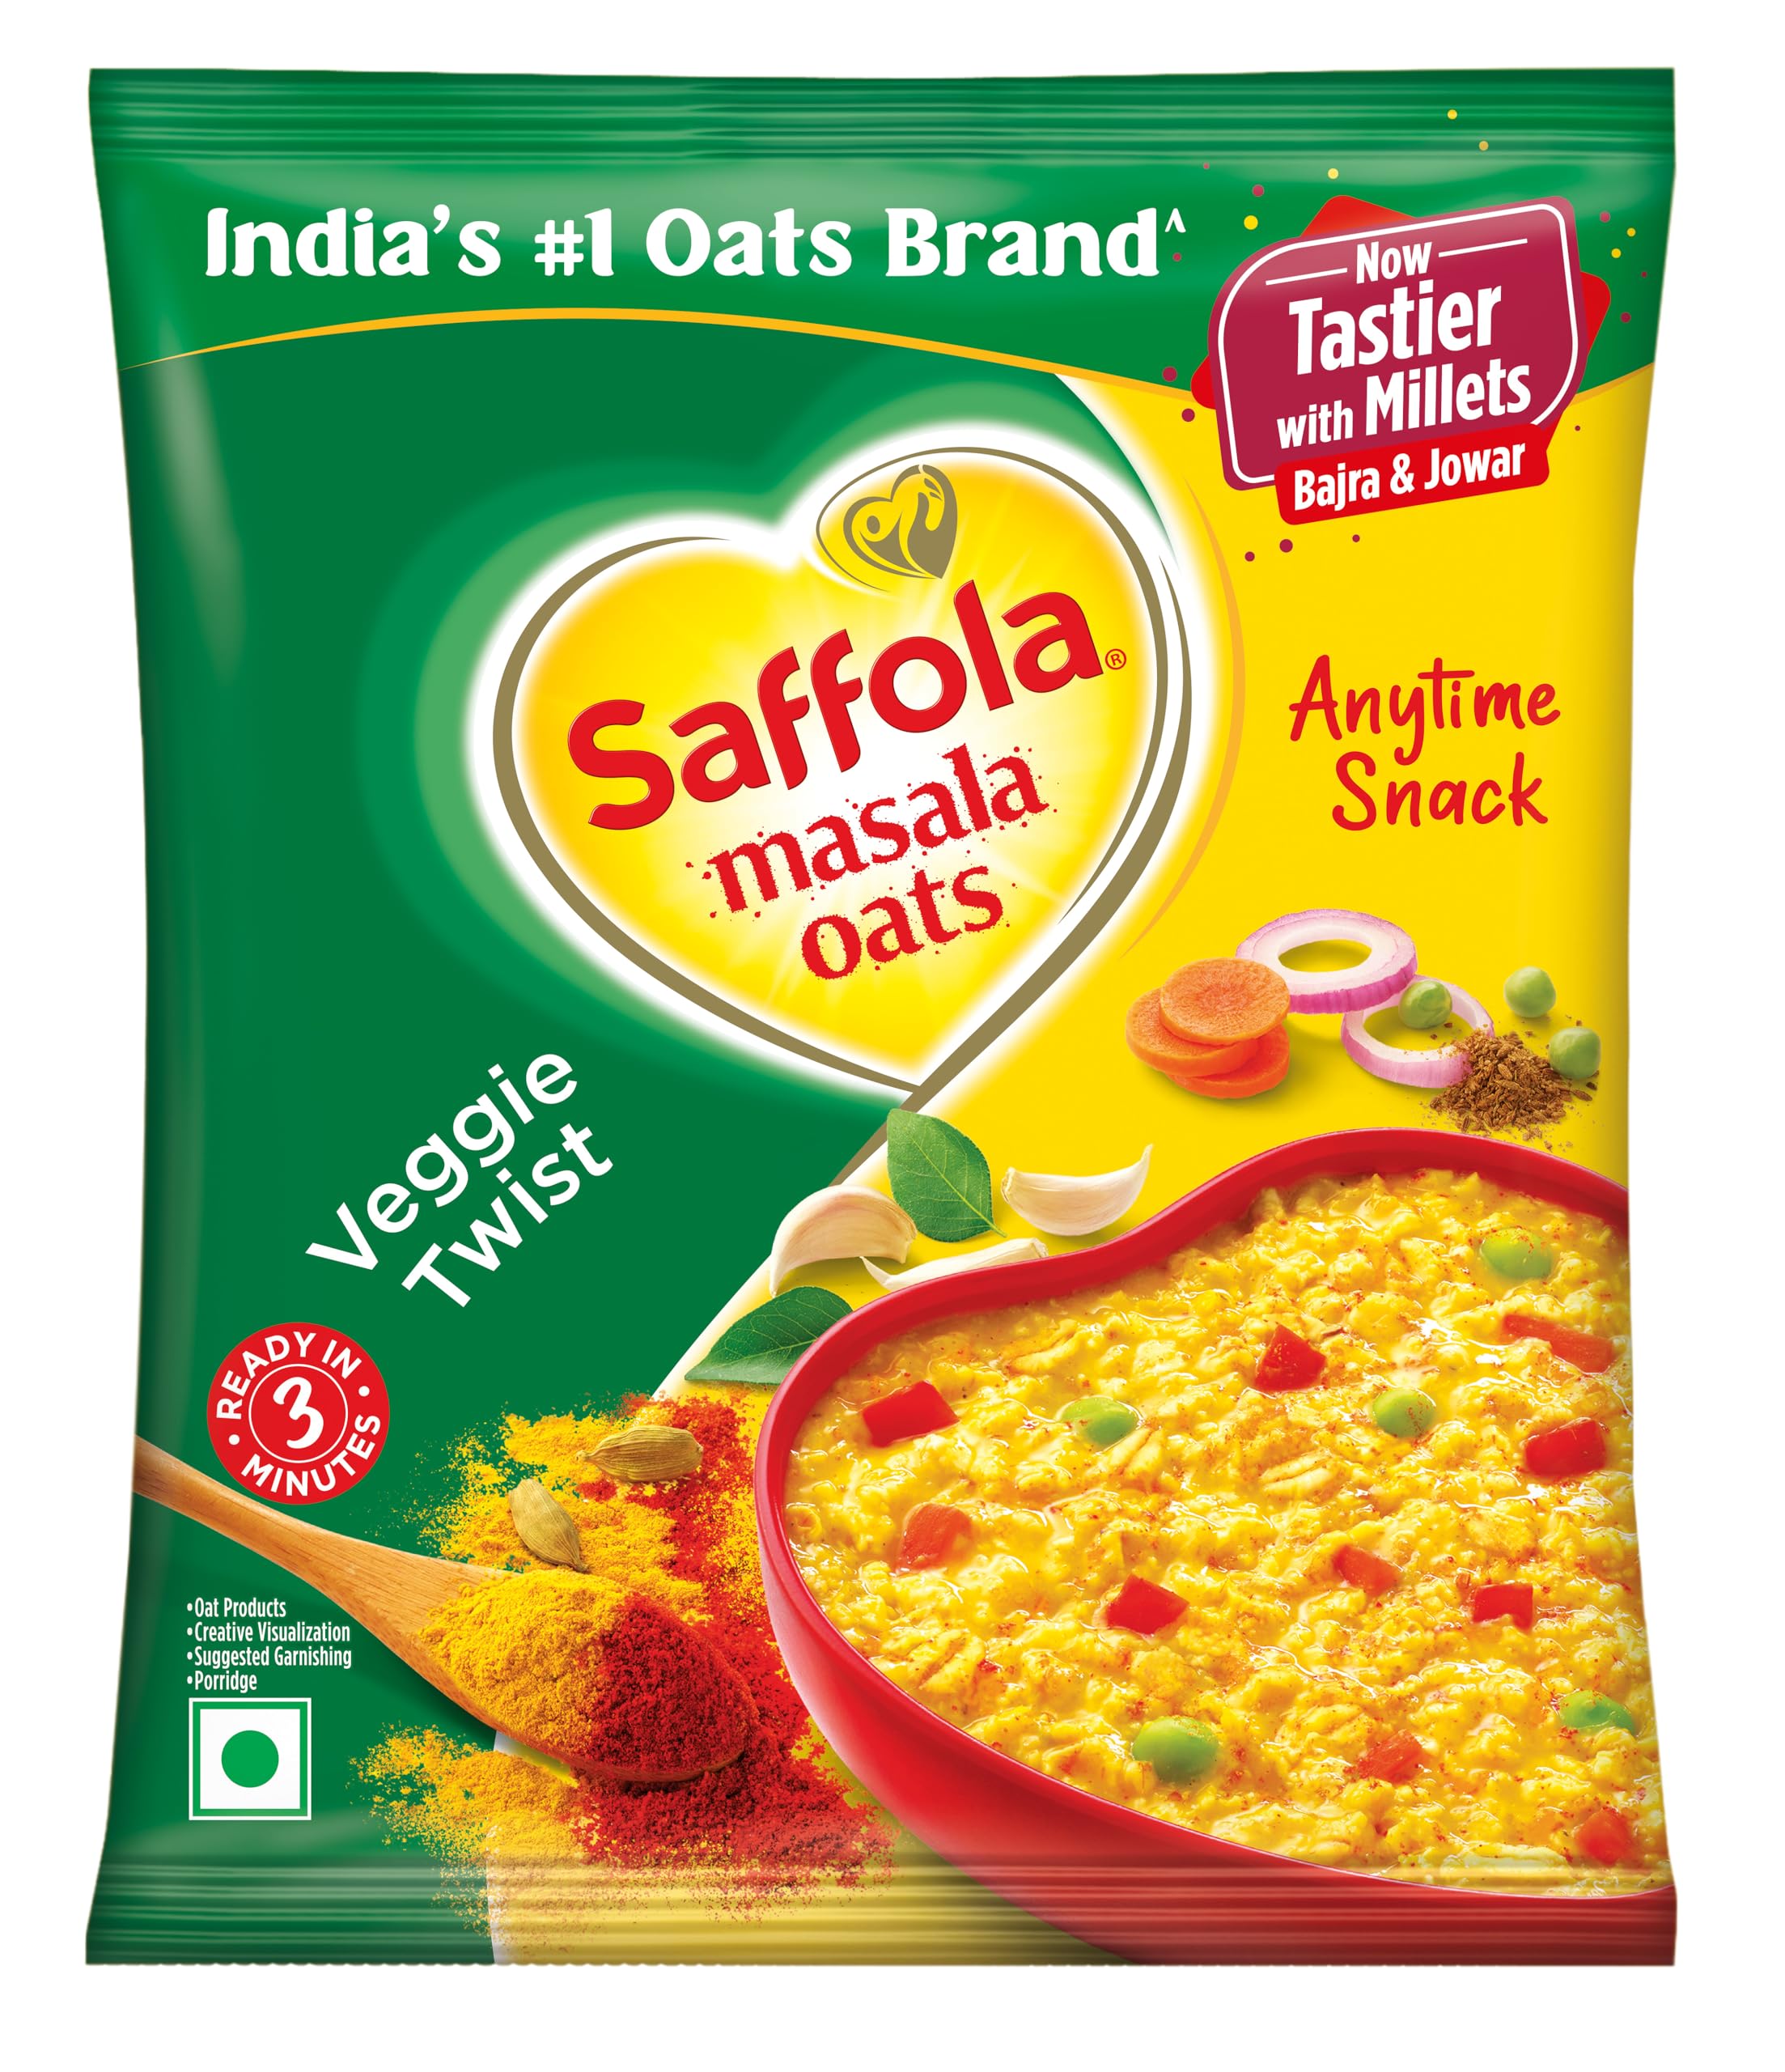 India's #1 Oats Brand^
Now
Tastier
with Millets
Bajra & Jowar
Saffola®
masala
oats
Anytime
Snack
Veggie
Twist
READY IN
3
MINUTES
•Oat Products
•Creative Visualization
•Suggested Garnishing
•Porridge